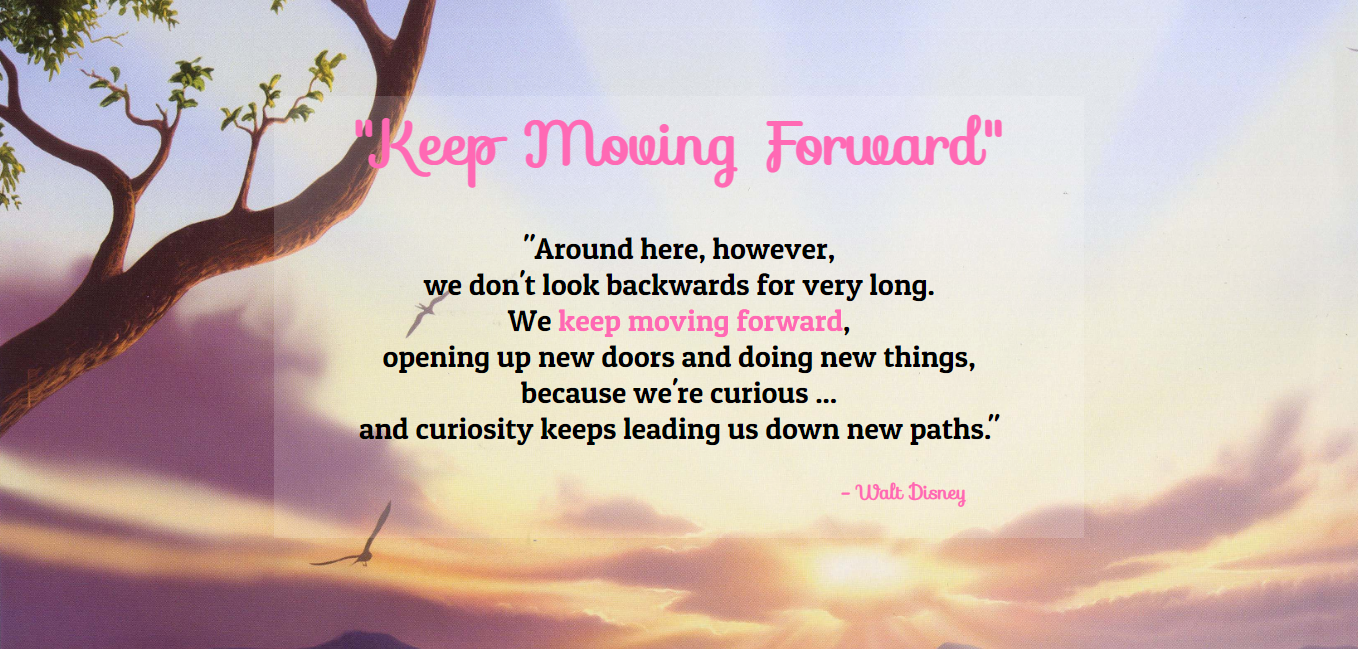 "Keep Moving Forward"
"Around here, however,
we don't look backwards for very long.
We keep moving forward,
opening up new doors and doing new things,
because we're curious ...
and curiosity keeps leading us down new paths."
- Walt Disney